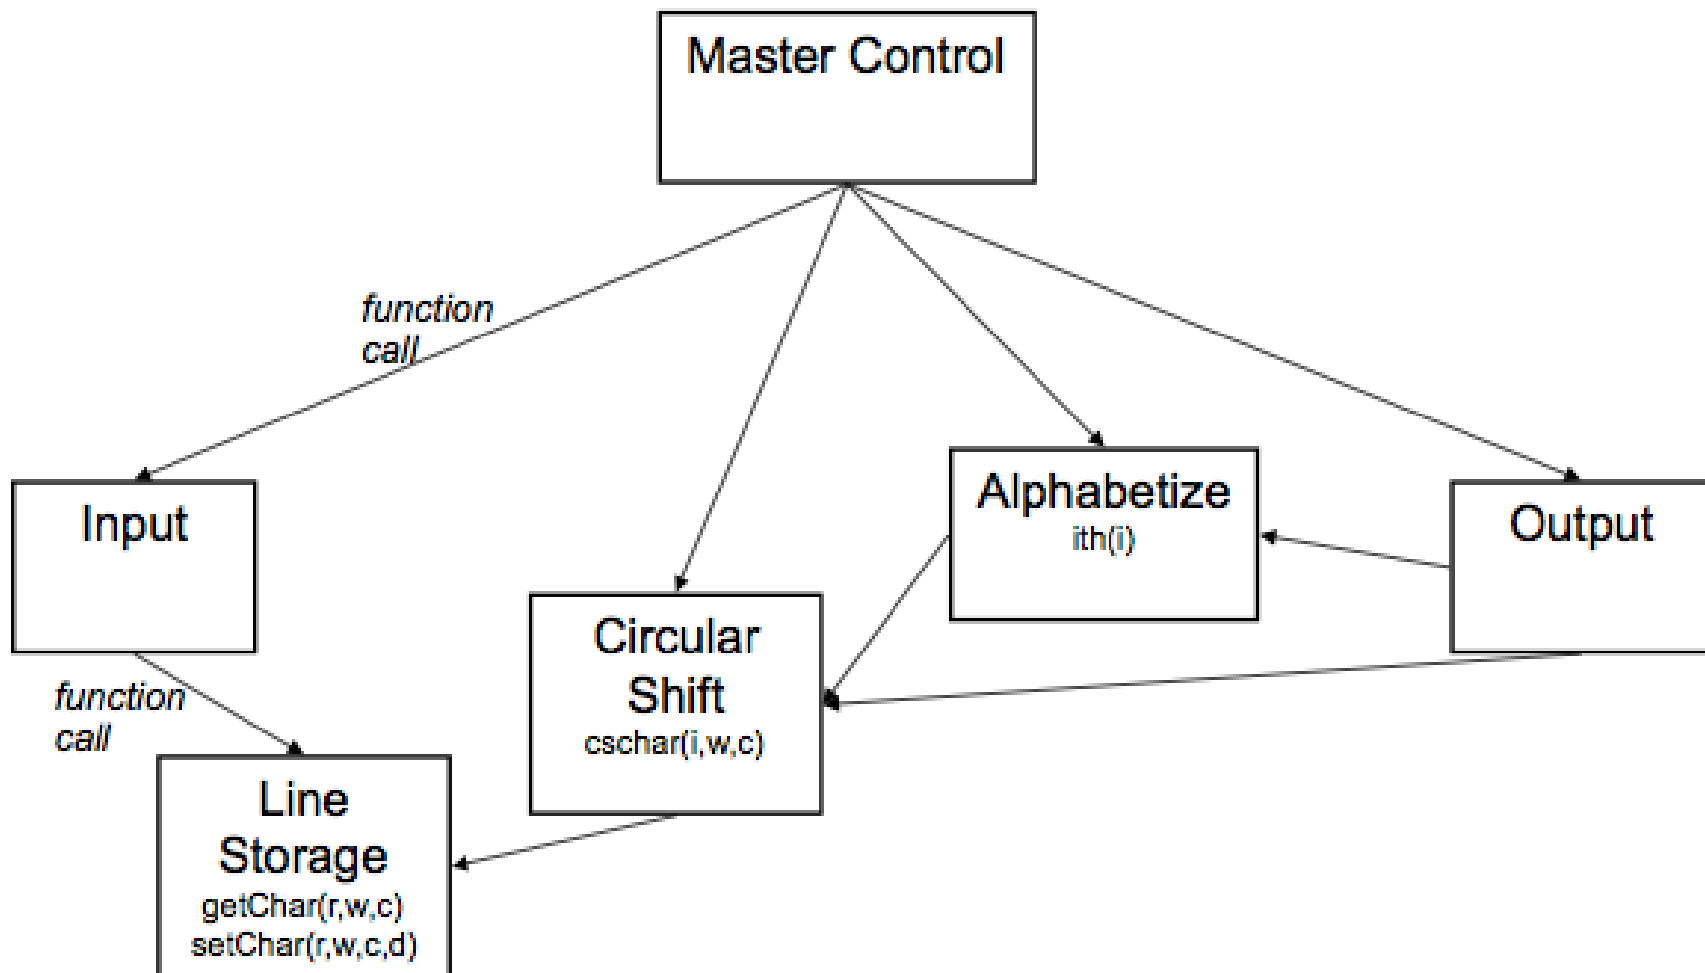 Master Control
function
call
Input
Alphabetize
ith(i)
Output
Circular
Shift
cschar(i,w,c)
function
call
Line
Storage
getChar(r,w,c)
setChar(r,w,c,d)